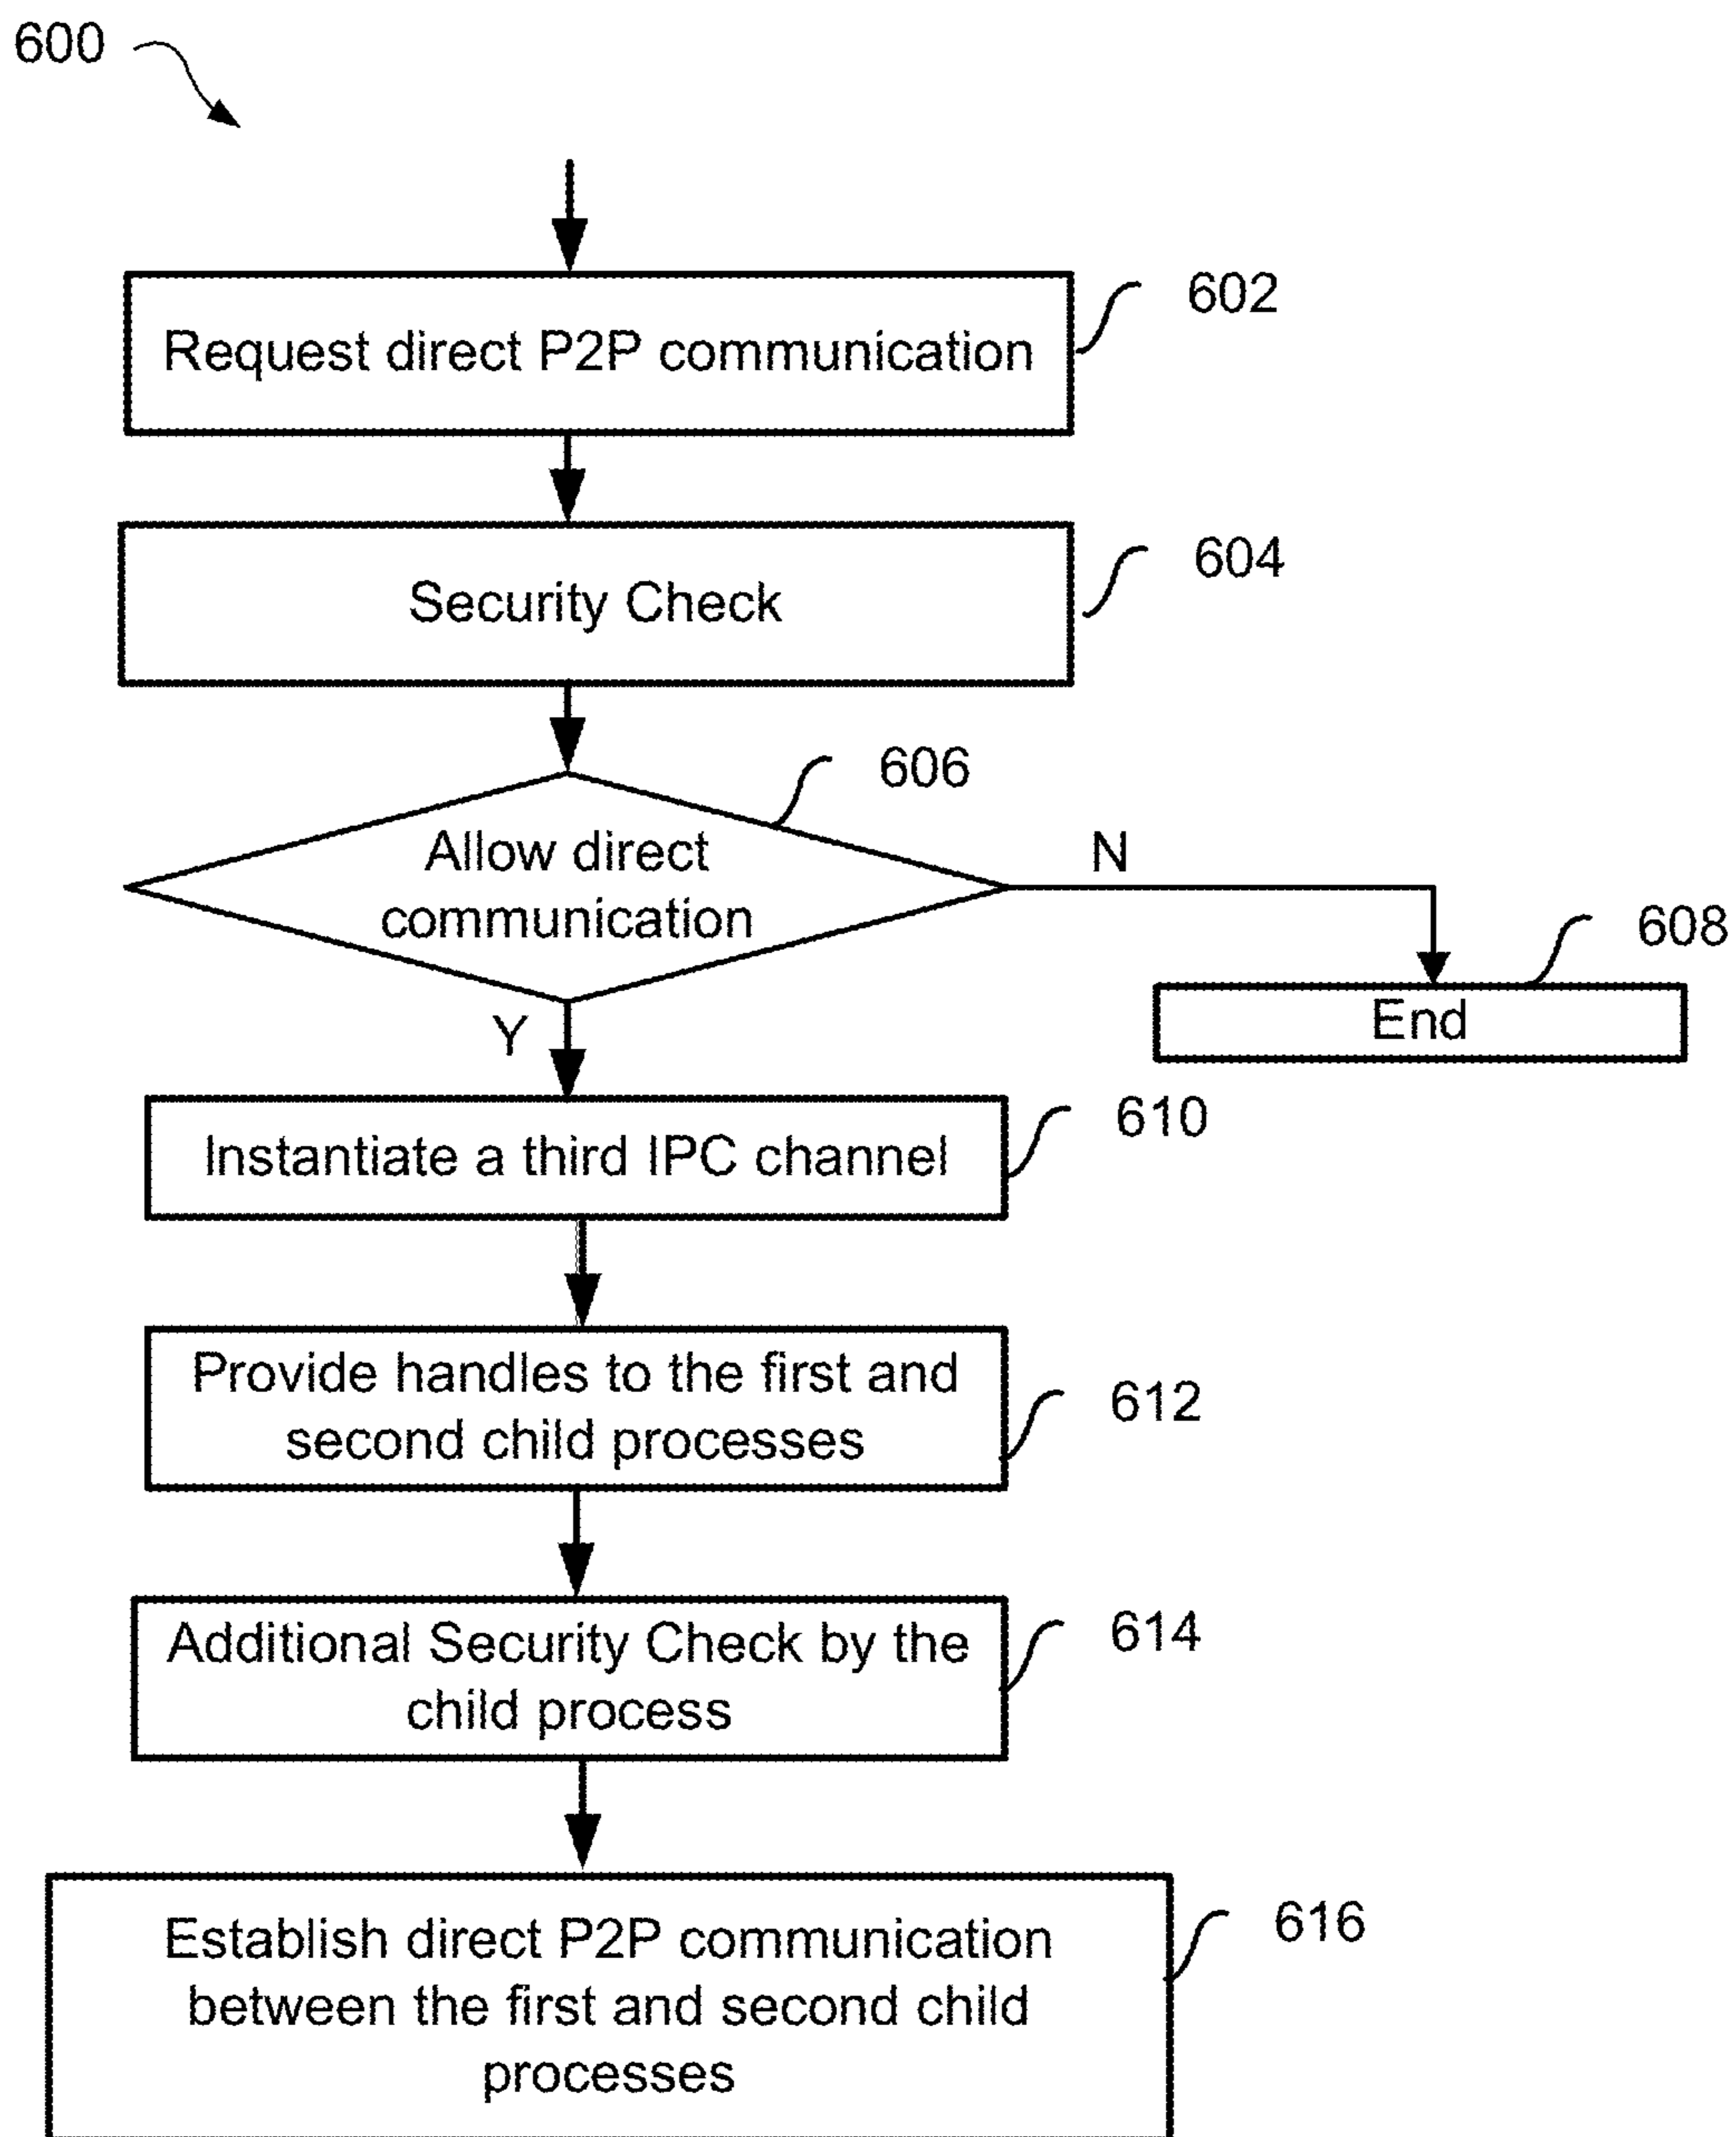 600
Request direct P2P communication
602
Security Check
604
606
Allow direct
communication
N
608
End
Y
Instantiate a third IPC channel
610
Provide handles to the first and
second child processes
612
Additional Security Check by the
child process
614
Establish direct P2P communication
between the first and second child
processes
616